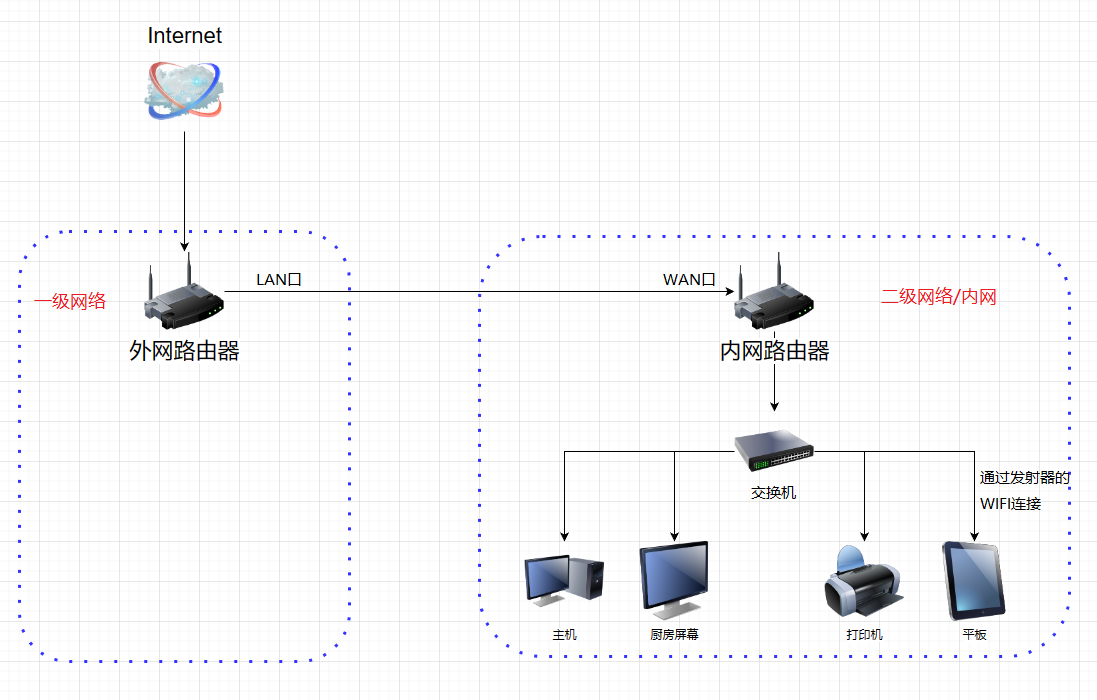 Internet
LAN口
WAN口
一级网络
二级网络/内网
外网路由器
内网路由器
通过发射器的
WIFI连接
交换机
主机
厨房屏幕
打印机
平板